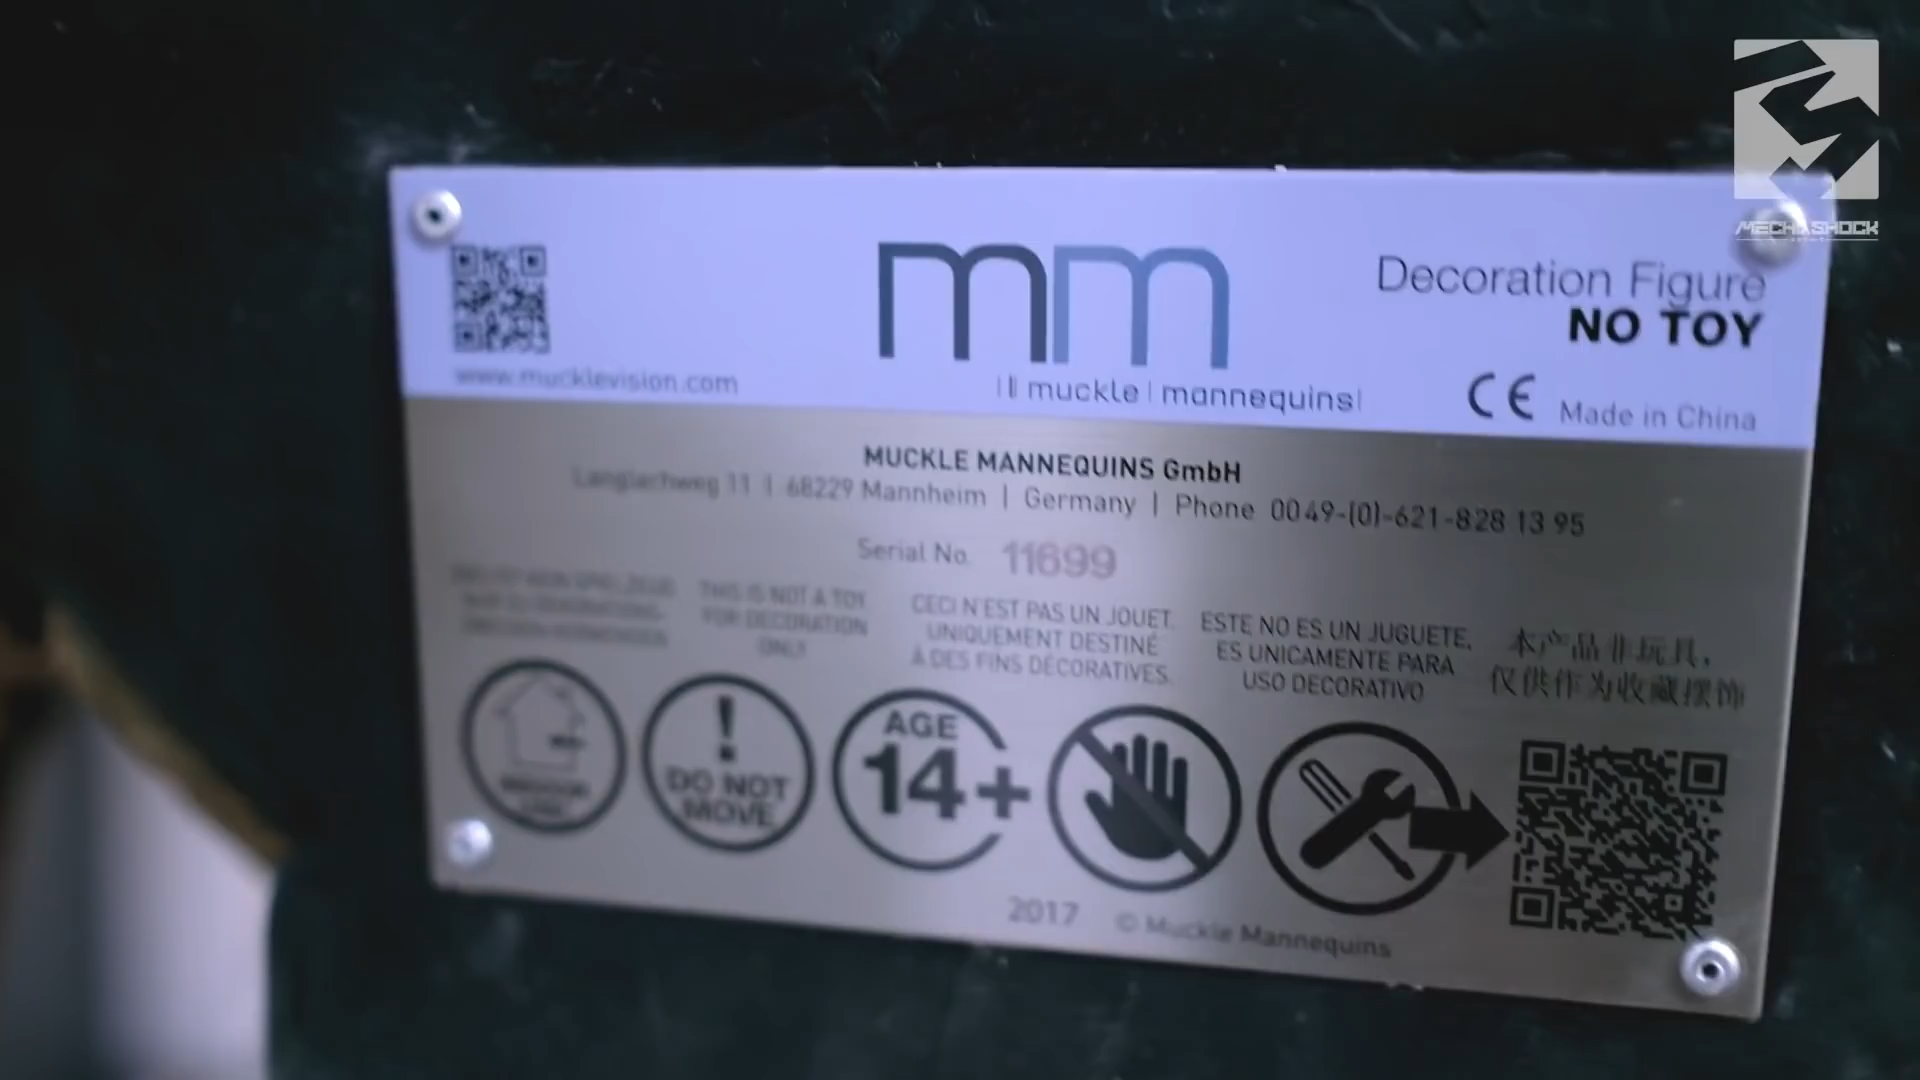 MECHASHOCK
mm
Decoration Figure
NO TOY
www.mucklevision.com
muckle | mannequins
CE Made in China
MUCKLE MANNEQUINS GmbH
11 | 68229 Mannheim | Germany | Phone 0049-(0)-621-828 13 95
Serial No. 11699
THIS IS NOT A TOY.
FOR DECORATION
ONLY
CECI N'EST PAS UN JOUET.
UNIQUEMENT DESTINÉ
À DES FINS DÉCORATIVES.
ESTE NO ES UN JUGUETE,
ES UNICAMENTE PARA
USO DECORATIVO
本产品非玩具，
仅供作为收藏摆饰
!
DO NOT
MOVE
AGE
14+
2017 © Muckle Mannequins